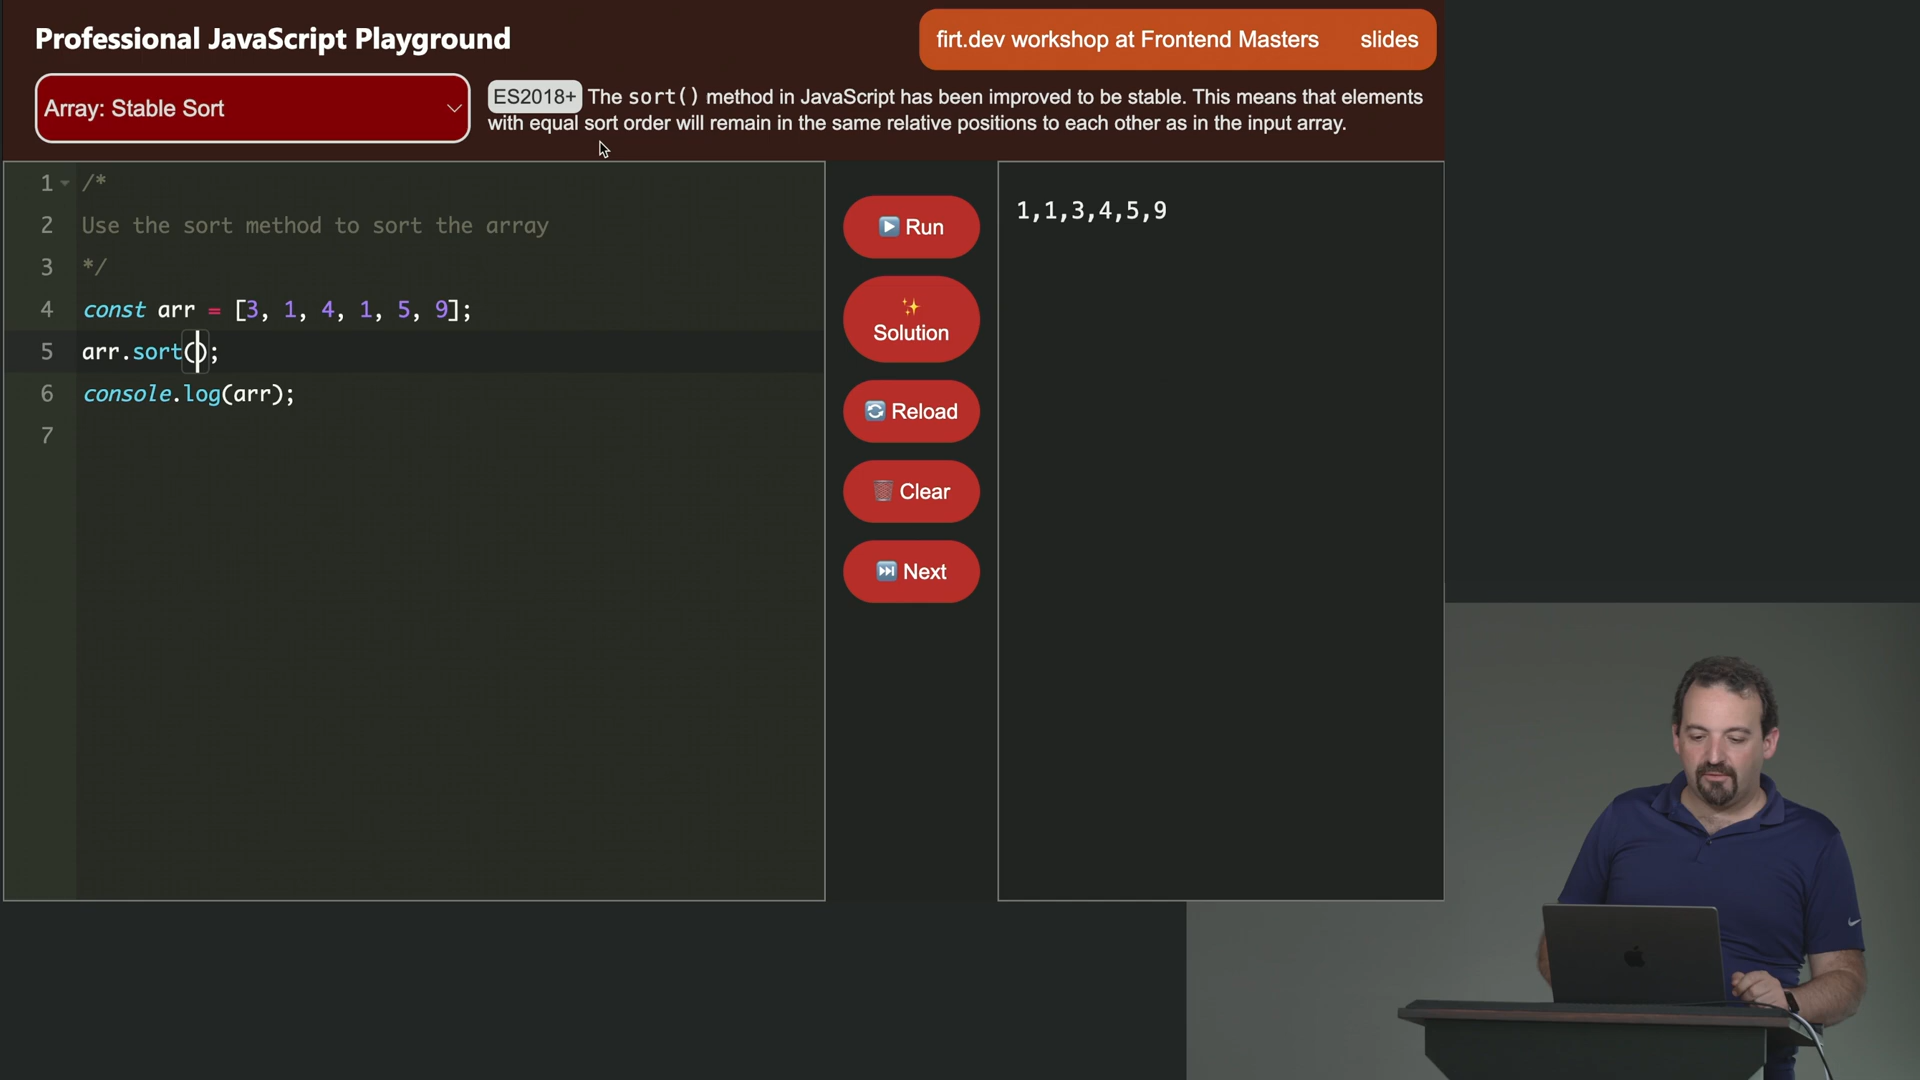 Professional JavaScript Playground
firt.dev workshop at Frontend Masters slides
Array: Stable Sort
ES2018+ The sort() method in JavaScript has been improved to be stable. This means that elements
with equal sort order will remain in the same relative positions to each other as in the input array.
1 /*
2 Use the sort method to sort the array
3 */
4 const arr = [3, 1, 4, 1, 5, 9];
5 arr.sort();
6 console.log(arr);
7
Run
Solution
Reload
Clear
Next
1,1,3,4,5,9